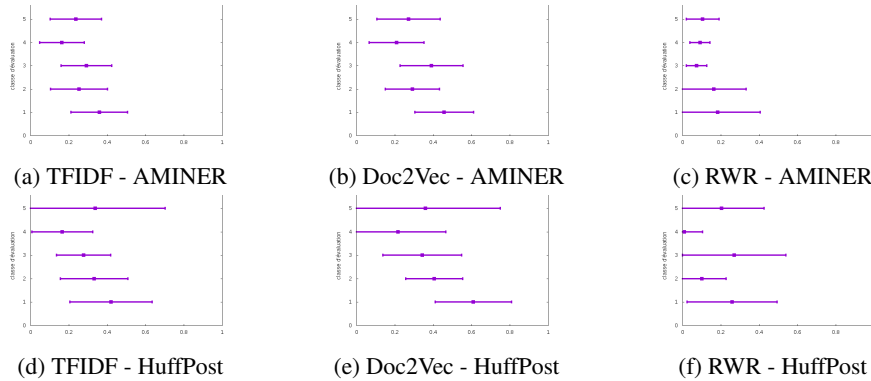 classe d'évaluation
5
4
3
2
1
0 0.2 0.4 0.6 0.8 1
classe d'évaluation
5
4
3
2
1
0 0.2 0.4 0.6 0.8 1
classe d'évaluation
5
4
3
2
1
0 0.2 0.4 0.6 0.8
(a) TFIDF - AMINER
(b) Doc2Vec - AMINER
(c) RWR - AMINER
classe d'évaluation
5
4
3
2
1
0 0.2 0.4 0.6 0.8 1
classe d'évaluation
5
4
3
2
1
0 0.2 0.4 0.6 0.8 1
classe d'évaluation
5
4
3
2
1
0 0.2 0.4 0.6 0.8
(d) TFIDF - HuffPost
(e) Doc2Vec - HuffPost
(f) RWR - HuffPost